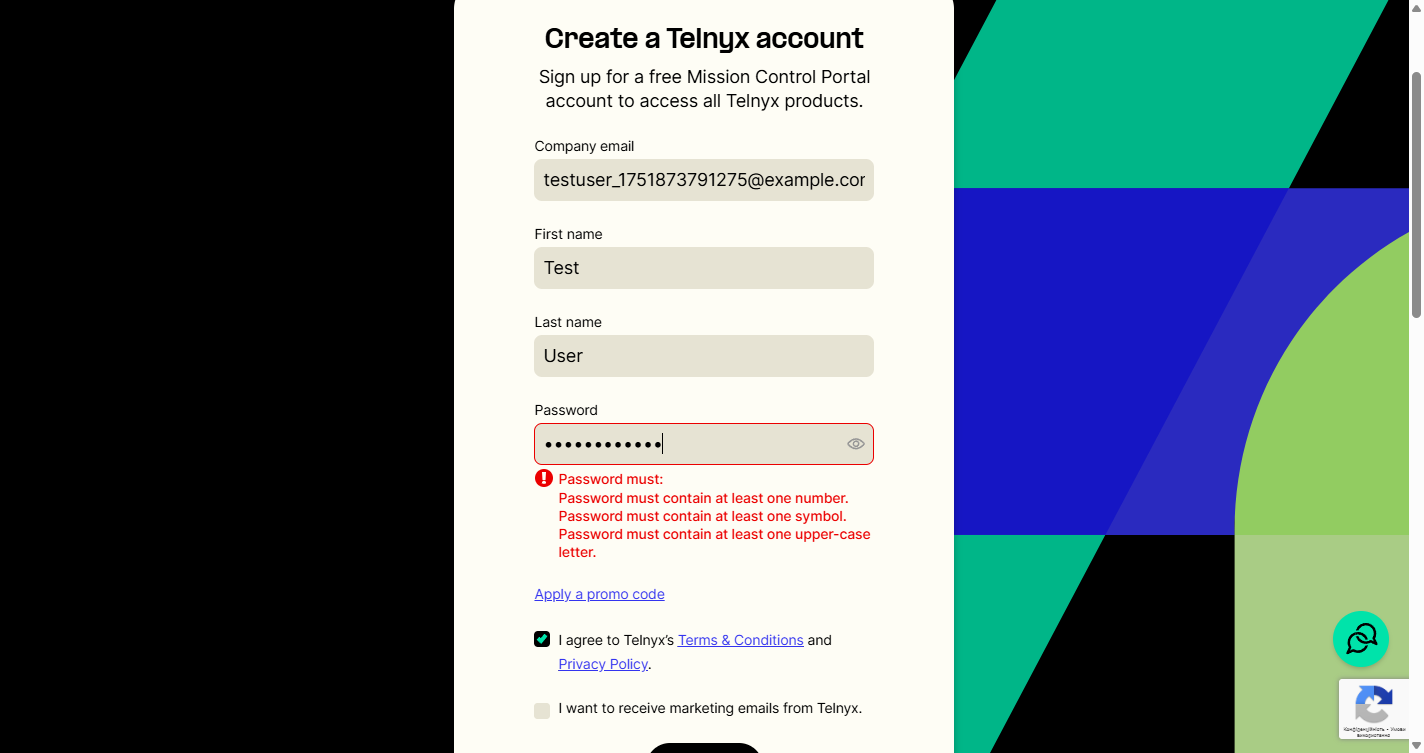 Create a Telnyx account
Sign up for a free Mission Control Portal
account to access all Telnyx products.
Company email
testuser_1751873791275@example.com
First name
Test
Last name
User
Password
••••••••••••
Password must:
Password must contain at least one number.
Password must contain at least one symbol.
Password must contain at least one upper-case
letter.
Apply a promo code
I agree to Telnyx’s Terms & Conditions and
Privacy Policy.
I want to receive marketing emails from Telnyx.
Конфіденційність - Умови
використання